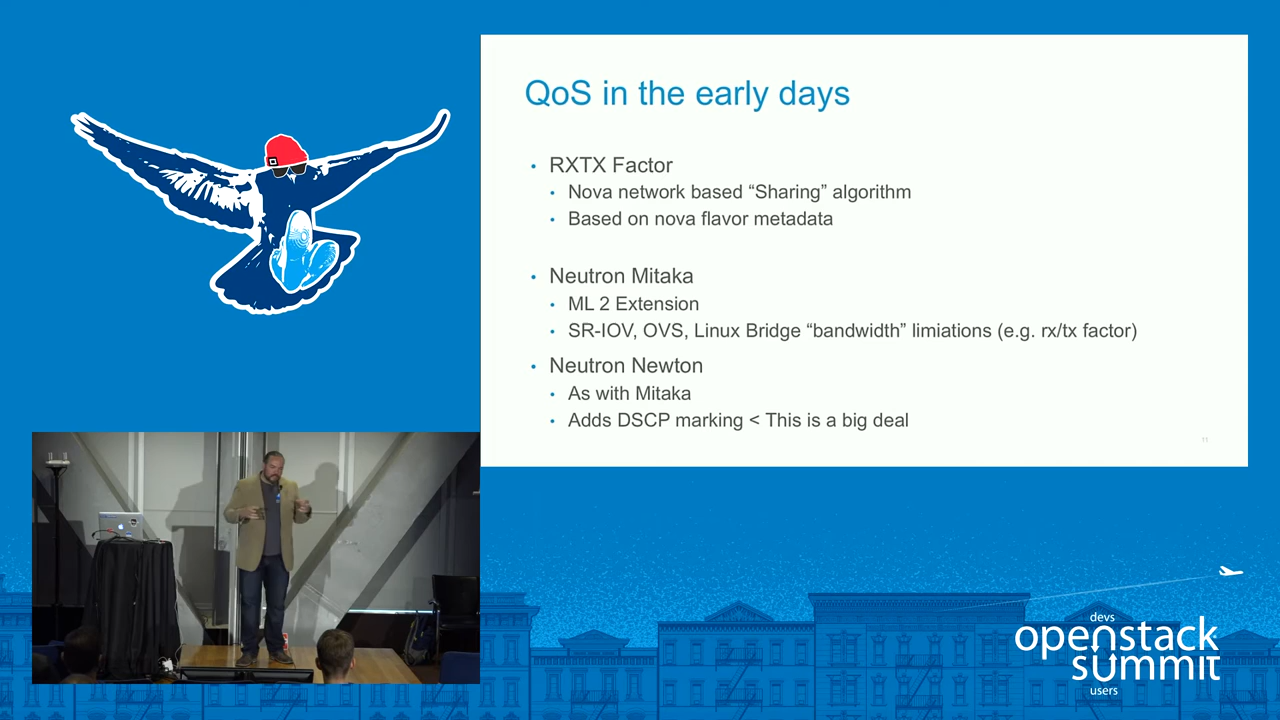 QoS in the early days
• RXTX Factor
• Nova network based “Sharing” algorithm
• Based on nova flavor metadata
• Neutron Mitaka
• ML 2 Extension
• SR-IOV, OVS, Linux Bridge “bandwidth” limiations (e.g. rx/tx factor)
• Neutron Newton
• As with Mitaka
• Adds DSCP marking < This is a big deal
11
devs
openstack
summit
users